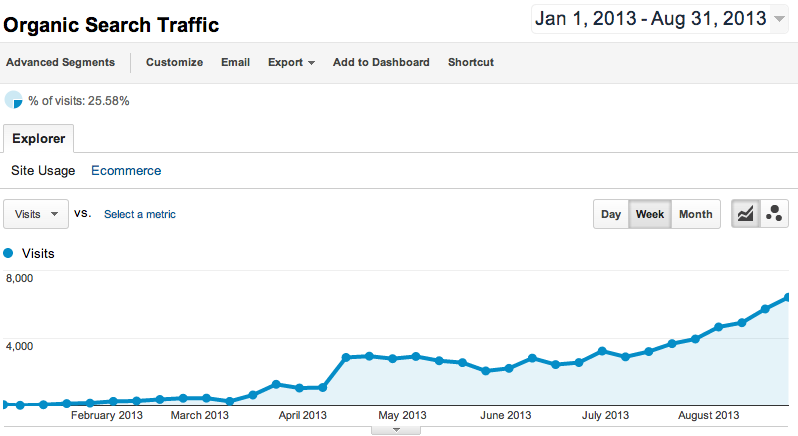 Organic Search Traffic
Jan 1, 2013 - Aug 31, 2013
Advanced Segments Customize Email Export Add to Dashboard Shortcut
% of visits: 25.58%
Explorer
Site Usage Ecommerce
Visits vs. Select a metric Day Week Month
Visits
8,000
4,000
February 2013 March 2013 April 2013 May 2013 June 2013 July 2013 August 2013